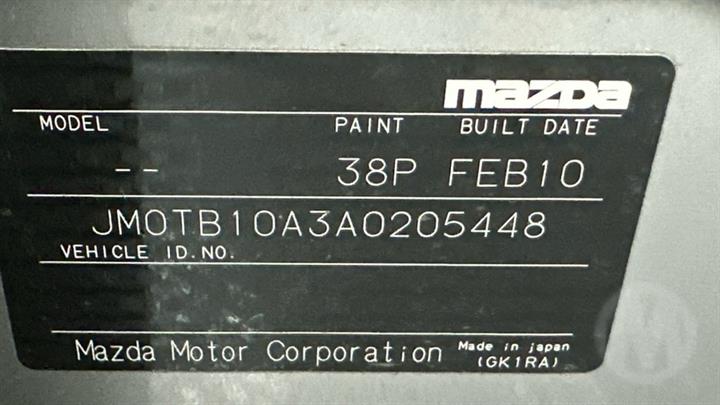 mazda
MODEL PAINT BUILT DATE
-- 38P FEB10
JM0TB10A3A0205448
VEHICLE ID.NO.
Mazda Motor Corporation Made in japan
(GK1RA)